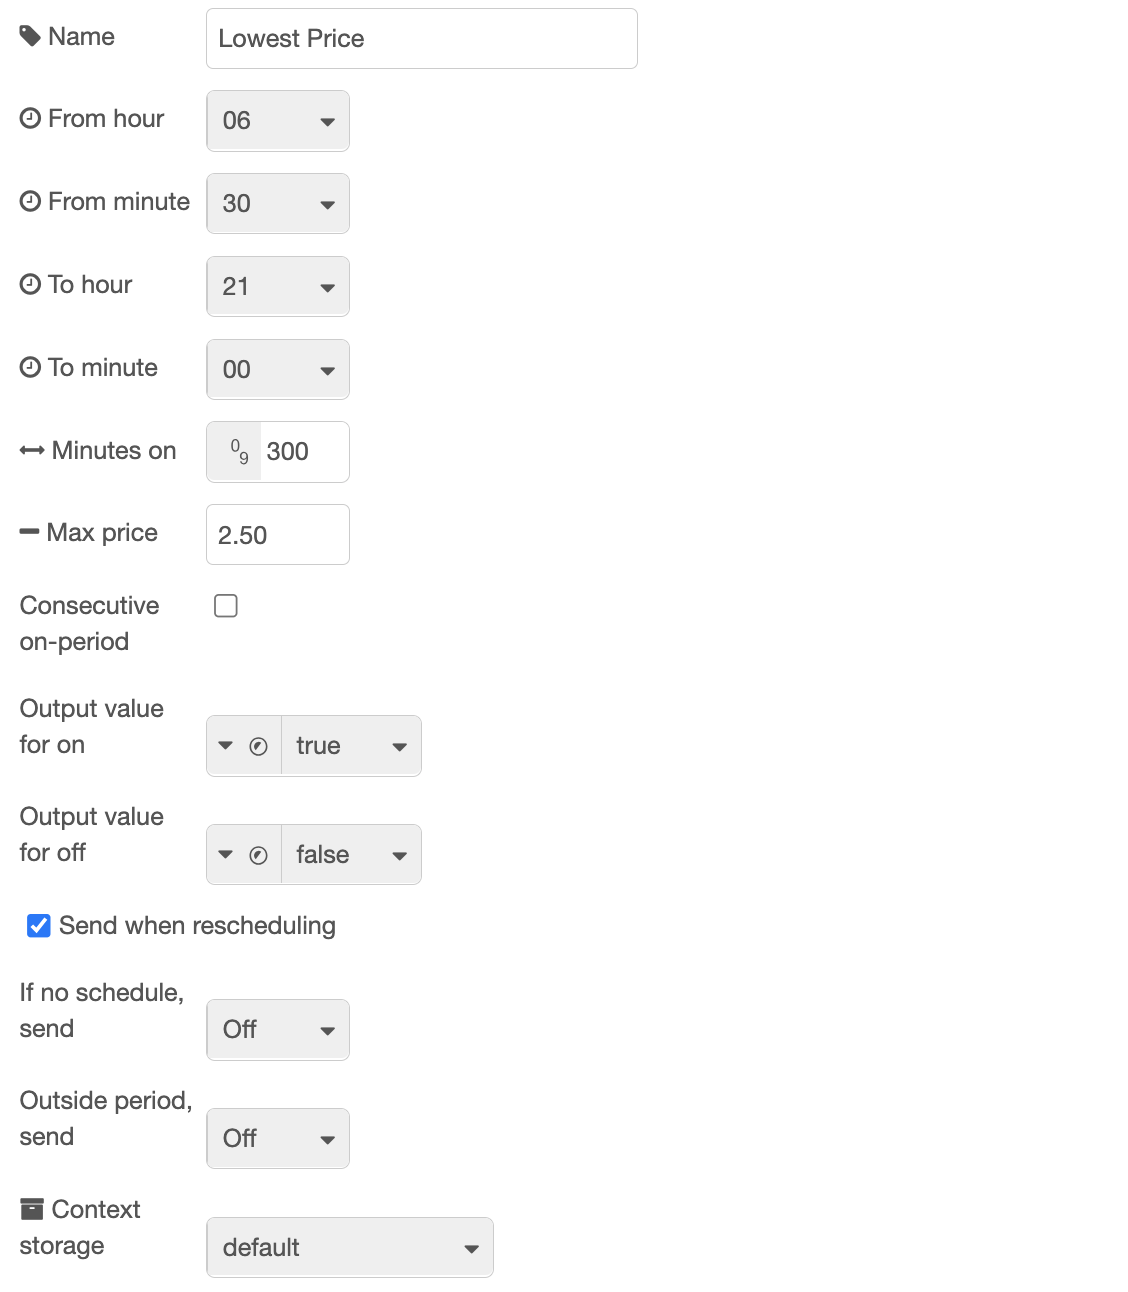 Name Lowest Price
From hour 06
From minute 30
To hour 21
To minute 00
Minutes on 09 300
Max price 2.50
Consecutive
on-period
Output value
for on true
Output value
for off false
Send when rescheduling
If no schedule,
send Off
Outside period,
send Off
Context
storage default